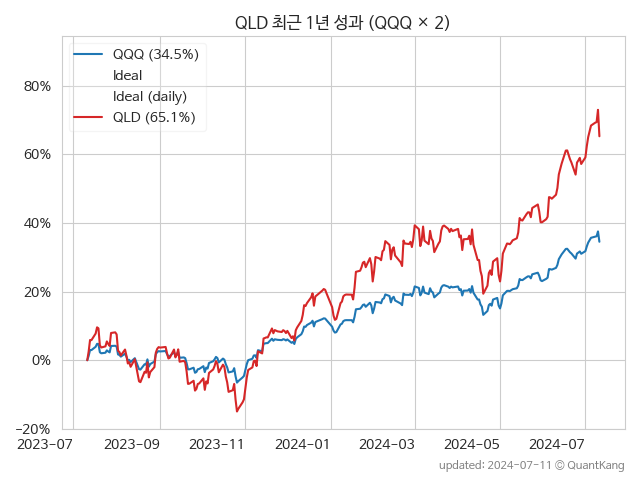 QLD 최근 1년 성과 (QQQ × 2)
QQQ (34.5%)
Ideal
Ideal (daily)
QLD (65.1%)
80%
60%
40%
20%
0%
−20%
2023-07
2023-09
2023-11
2024-01
2024-03
2024-05
2024-07
updated: 2024-07-11 © QuantKang